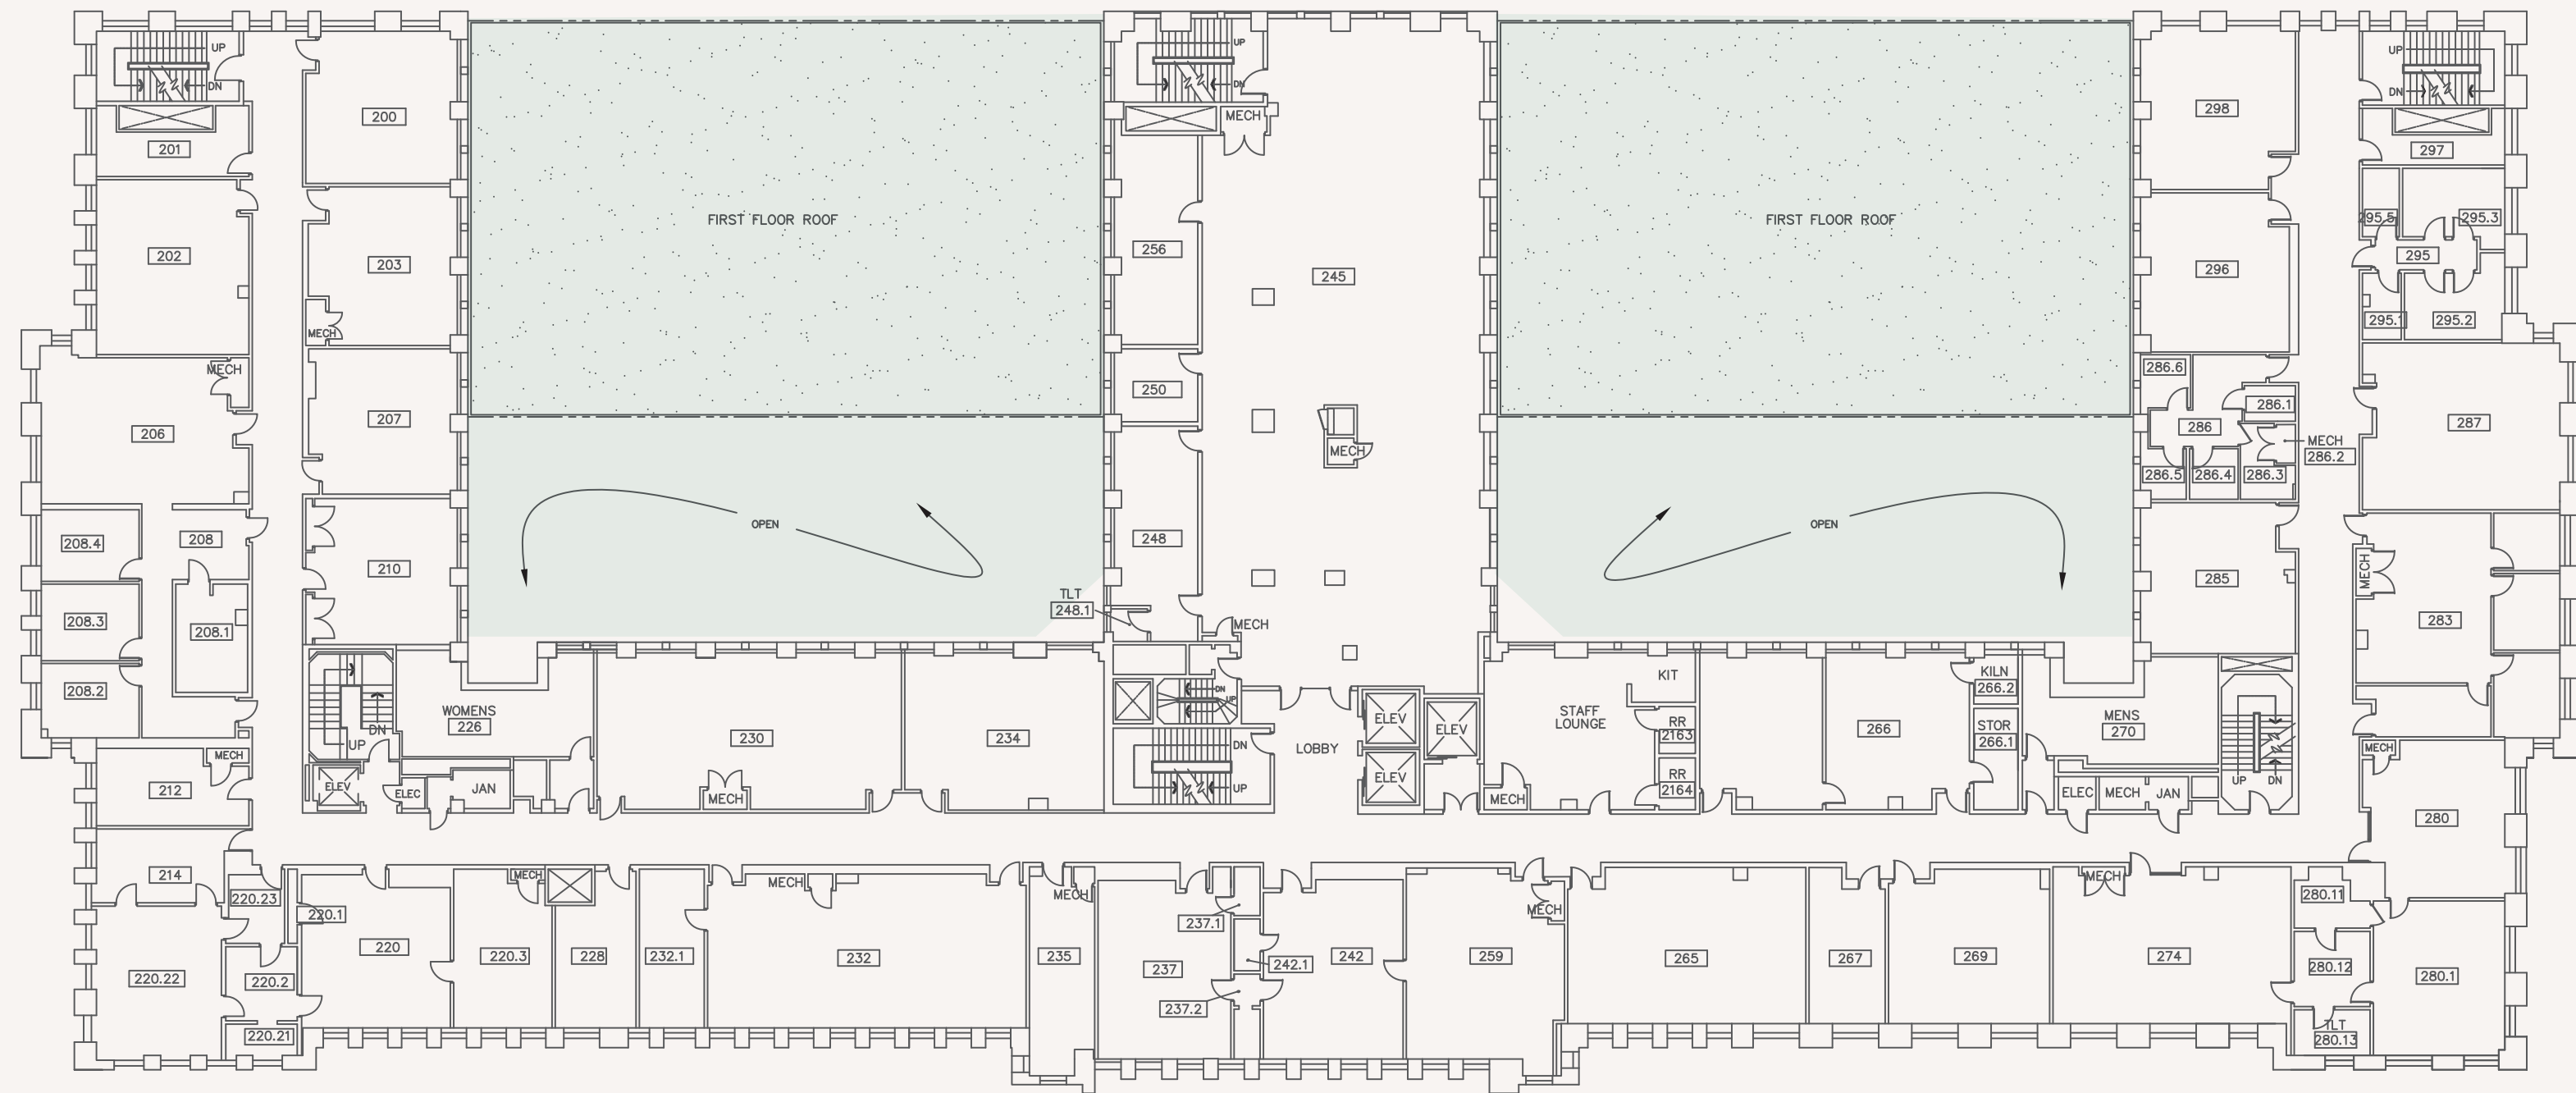 UP
DN
201
200
202
203
MECH
MECH
206
207
208.4
208
210
208.3
208.1
208.2
MECH
212
214
FIRST FLOOR ROOF
OPEN
UP
DN
MECH
256
245
250
MECH
248
TLT
248.1
MECH
FIRST FLOOR ROOF
OPEN
298
UP
DN
297
296
295.5
295.3
295
295.1
295.2
286.6
286.1
286
MECH
286.2
286.5
286.4
286.3
287
285
MECH
283
DN
UP
WOMENS
226
ELEV
ELEC
JAN
230
MECH
234
DN
UP
DN
UP
LOBBY
ELEV
ELEV
ELEV
STAFF
LOUNGE
KIT
RR
2163
RR
2164
MECH
266
KILN
266.2
STOR
266.1
MENS
270
ELEC
MECH
JAN
UP
DN
MECH
280
220.23
220.1
220
220.22
220.2
220.21
MECH
220.3
228
232.1
MECH
232
MECH
235
237
237.1
242.1
237.2
242
MECH
259
265
267
269
MECH
274
280.11
280.12
280.1
TLT
280.13